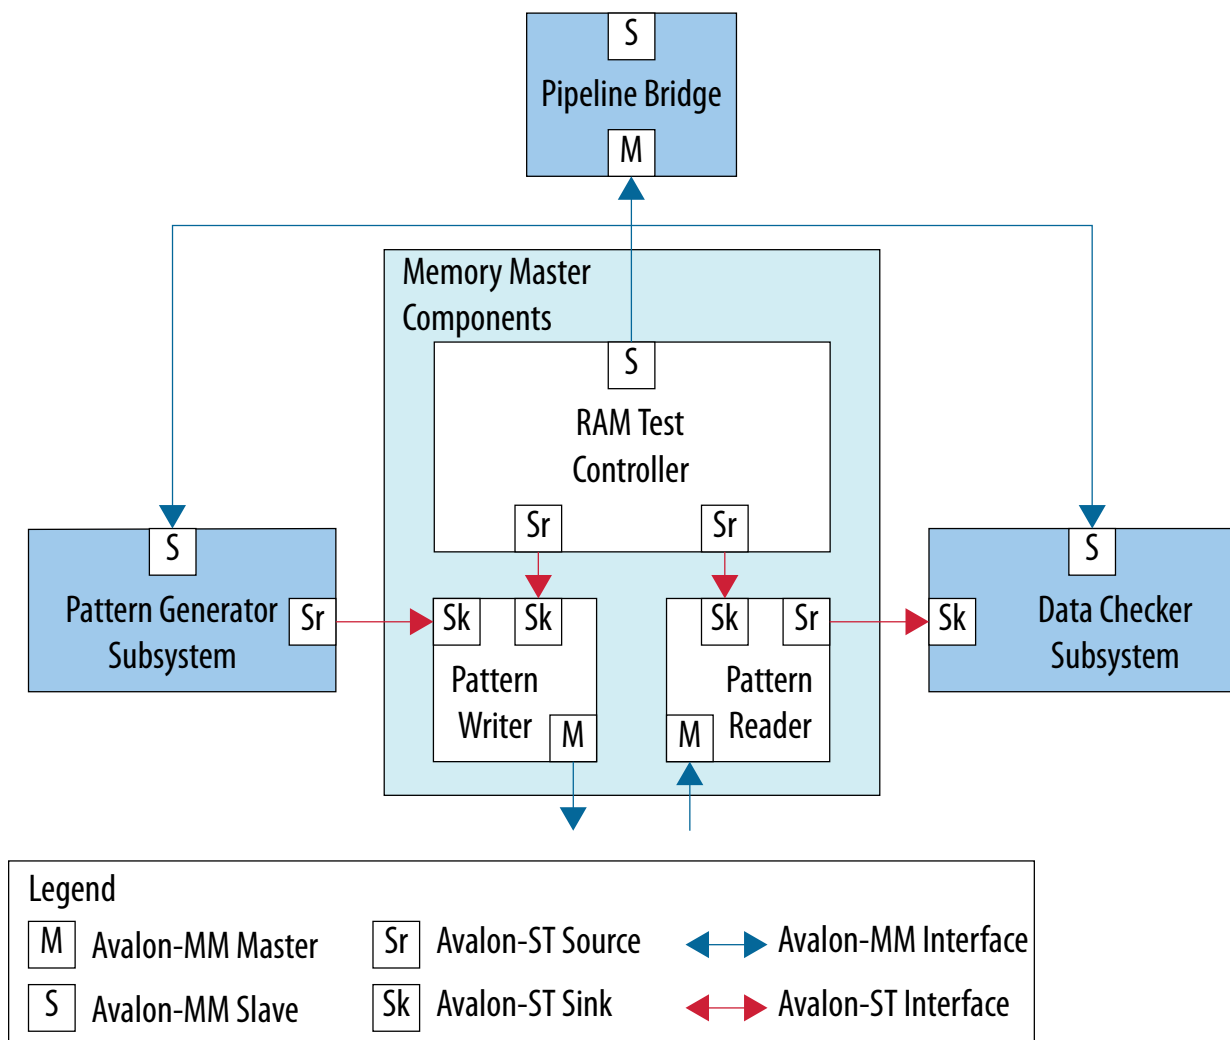 S
Pipeline Bridge
M
Memory Master
Components
S
RAM Test
Controller
Sr
Sr
S
Pattern Generator
Subsystem
Sr
Sk
Sk
Pattern
Writer
M
Sk
Sr
Pattern
Reader
M
S
Sk
Data Checker
Subsystem
Legend
M Avalon-MM Master
Sr Avalon-ST Source
Avalon-MM Interface
S Avalon-MM Slave
Sk Avalon-ST Sink
Avalon-ST Interface